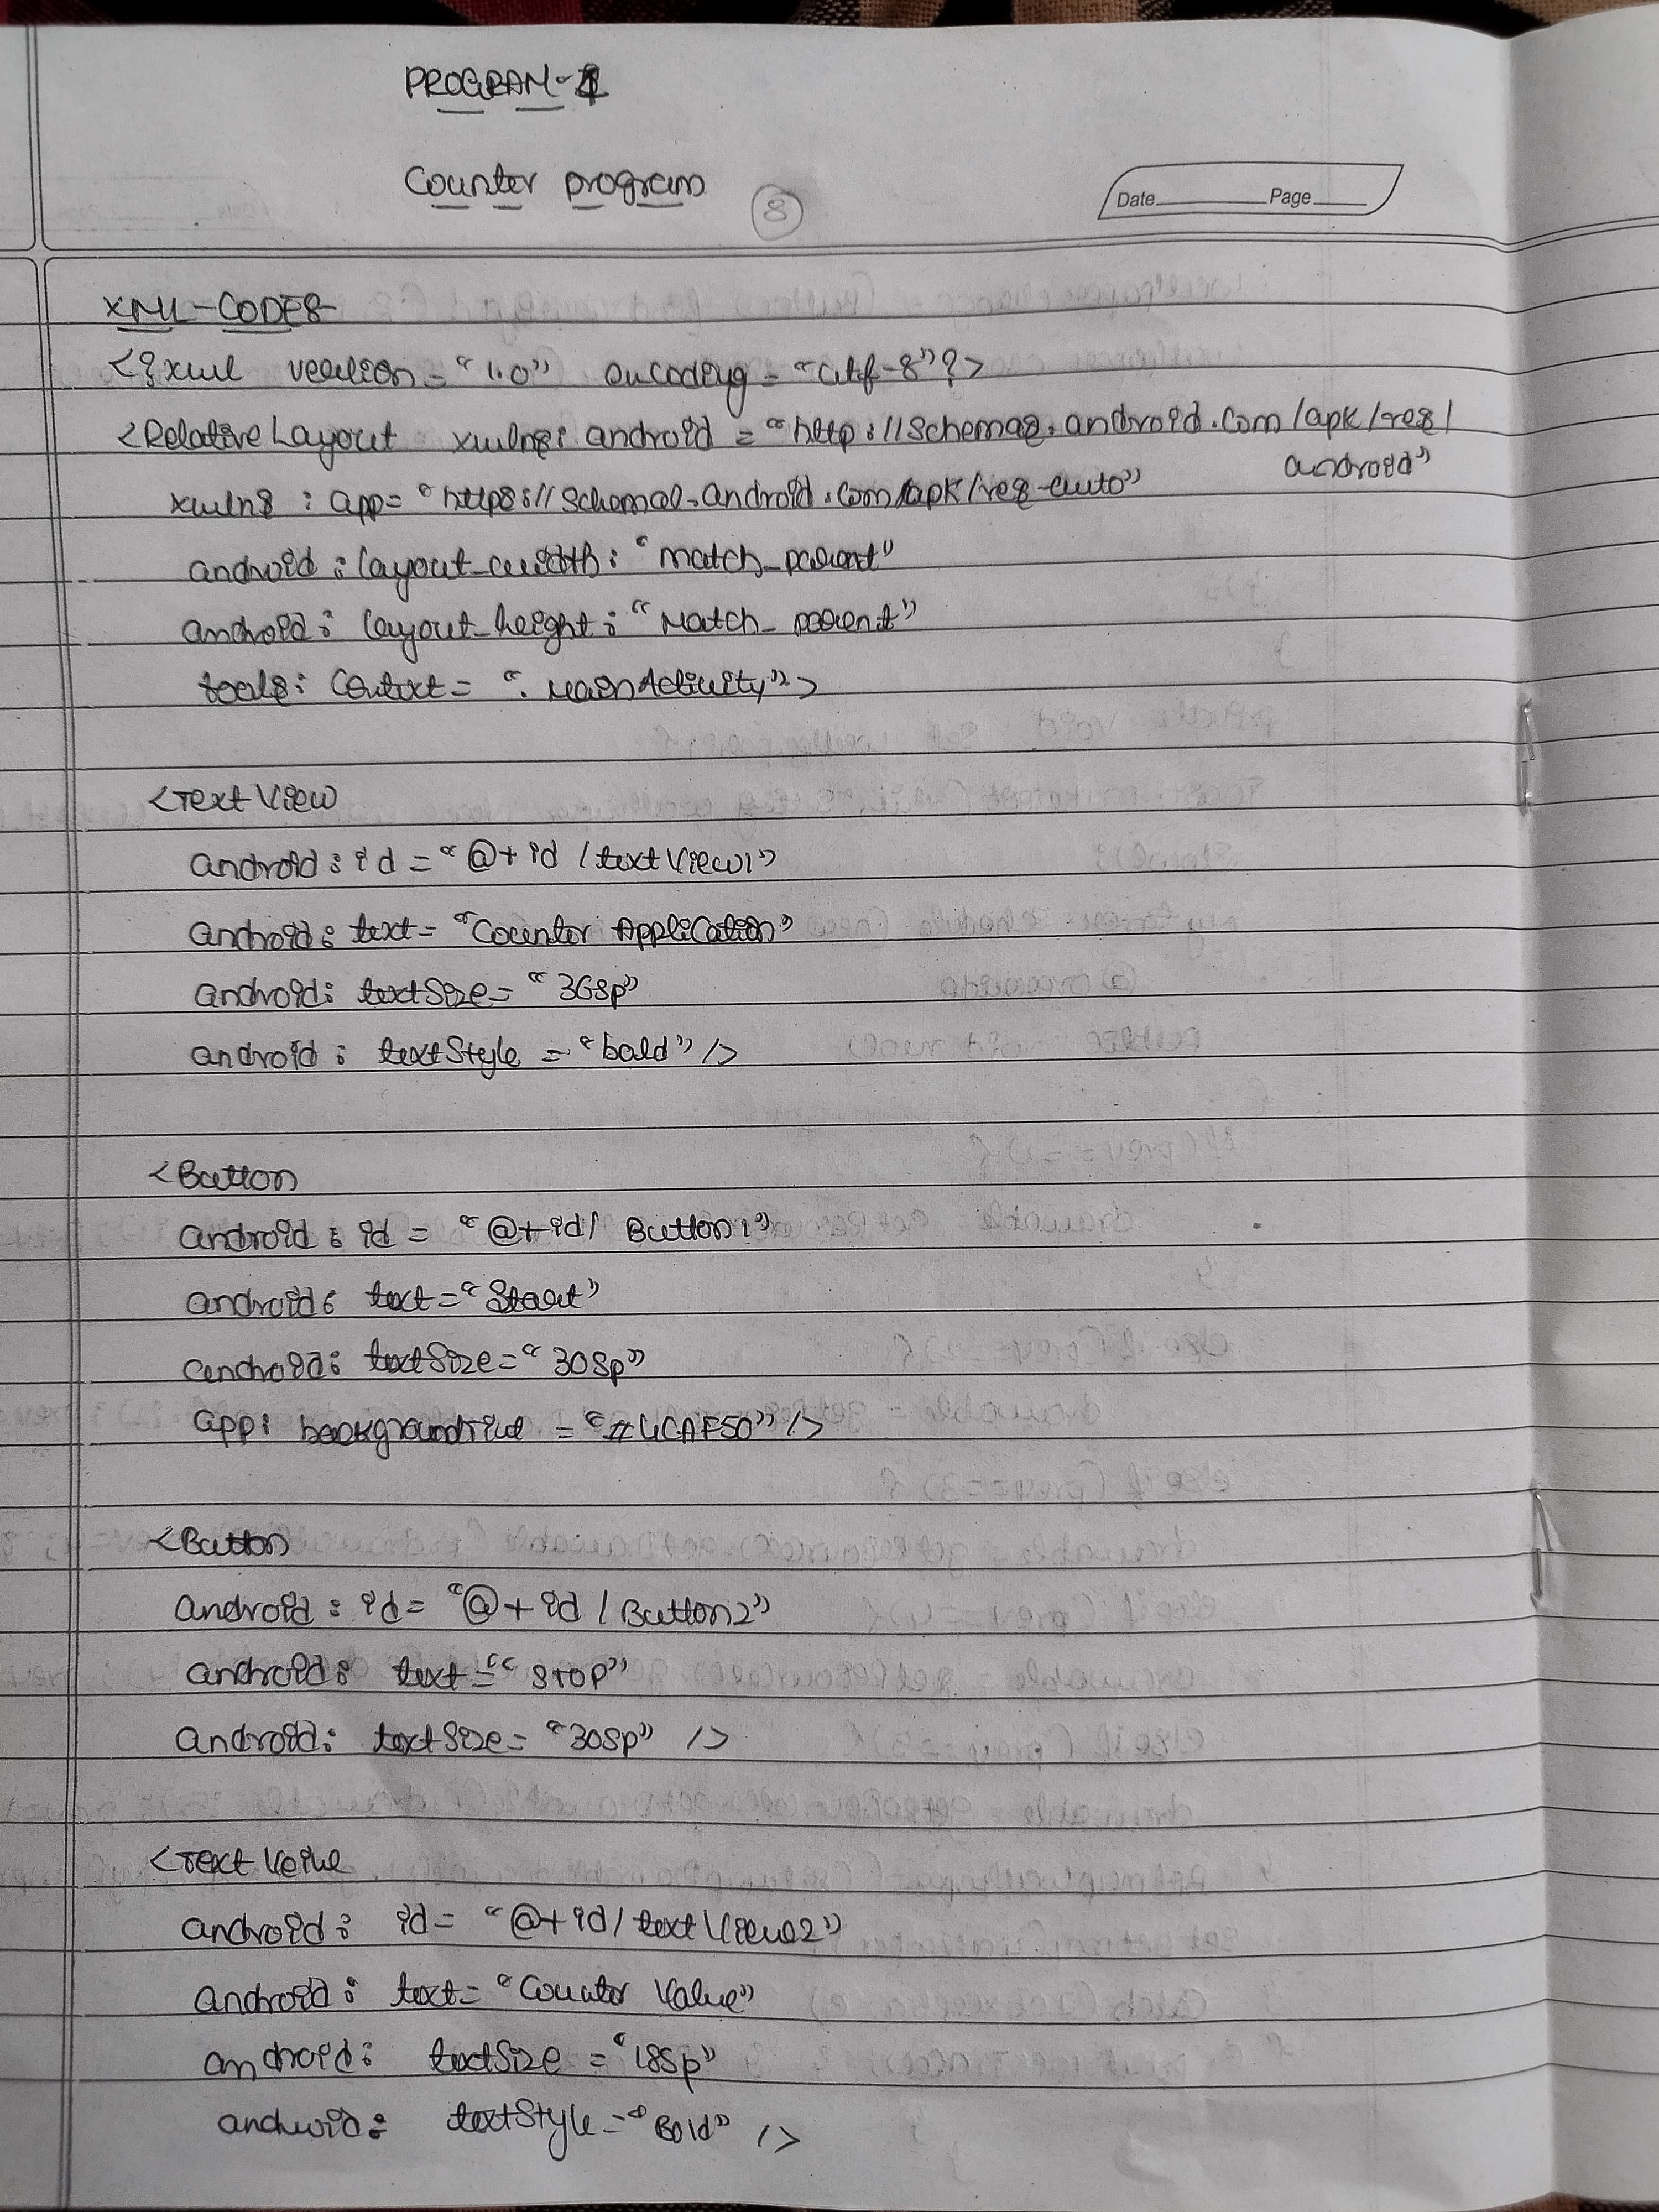 PROGRAM-4
Counter program
8
Date Page
XML-CODE:-
<?xml version = "1.0" encoding = "utf-8"?>
<RelativeLayout xmlns: android = "http://schemas.android.com/apk/res/
android"
xmlns : app= "https://schemas.android.com/apk/res-auto"
android : layout_width: "match_parent"
android: layout_height: "Match_parent"
tools: Context = ". MainActivity">
<TextView
android: id = "@+id /textView1"
android: text= "Counter Application"
android: textSize= "36sp"
android : textStyle = "bold" />
<Button
android : id = "@+id/ Button1"
android: text = "Start"
android: textSize = "30sp"
app: backgroundTint = "#4CAF50" />
<Button
android : id= "@+id / Button2"
android: text = "STOP"
android: textSize= "30sp" />
<Text Veiw
android: id= "@+id/textView2"
android: text= "Counter Value"
android: textSize = "18sp"
android: textStyle = "Bold" />